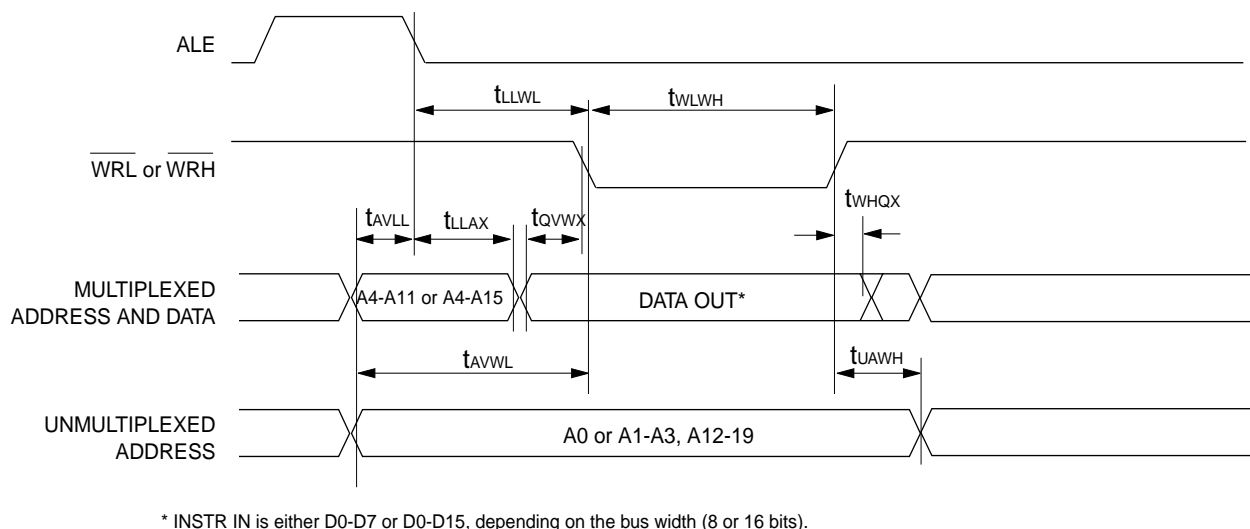 ALE
tLLWL
tWLWH
WRL or WRH
tAVLL
tLLAX
tQVWX
tWHQX
MULTIPLEXED
ADDRESS AND DATA
A4-A11 or A4-A15
DATA OUT*
tAVWL
tUAWH
UNMULTIPLEXED
ADDRESS
A0 or A1-A3, A12-19
* INSTR IN is either D0-D7 or D0-D15, depending on the bus width (8 or 16 bits).